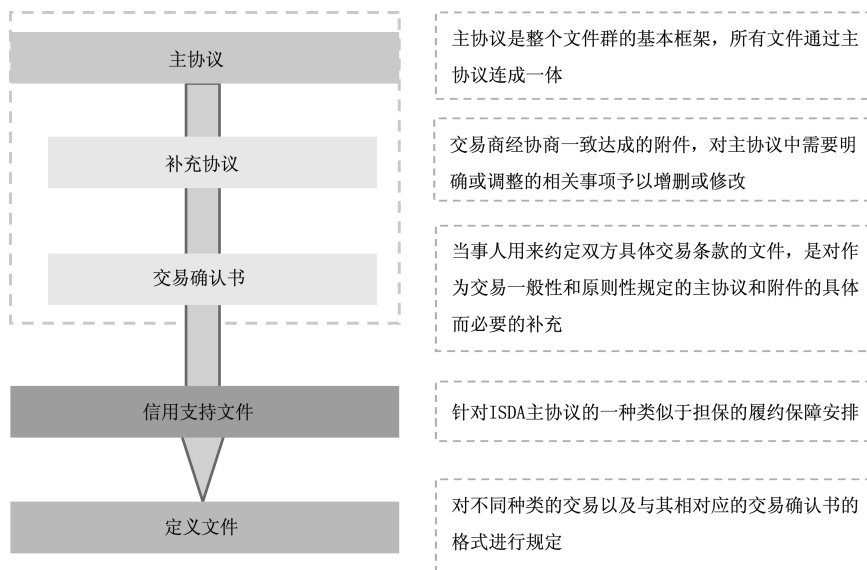 主协议
主协议是整个文件群的基本框架，所有文件通过主
协议连成一体
补充协议
交易商经协商一致达成的附件，对主协议中需要明
确或调整的相关事项予以增删或修改
交易确认书
当事人用来约定双方具体交易条款的文件，是对作
为交易一般性和原则性规定的主协议和附件的具体
而必要的补充
信用支持文件
针对ISDA主协议的一种类似于担保的履约保障安排
定义文件
对不同种类的交易以及与其相对应的交易确认书的
格式进行规定